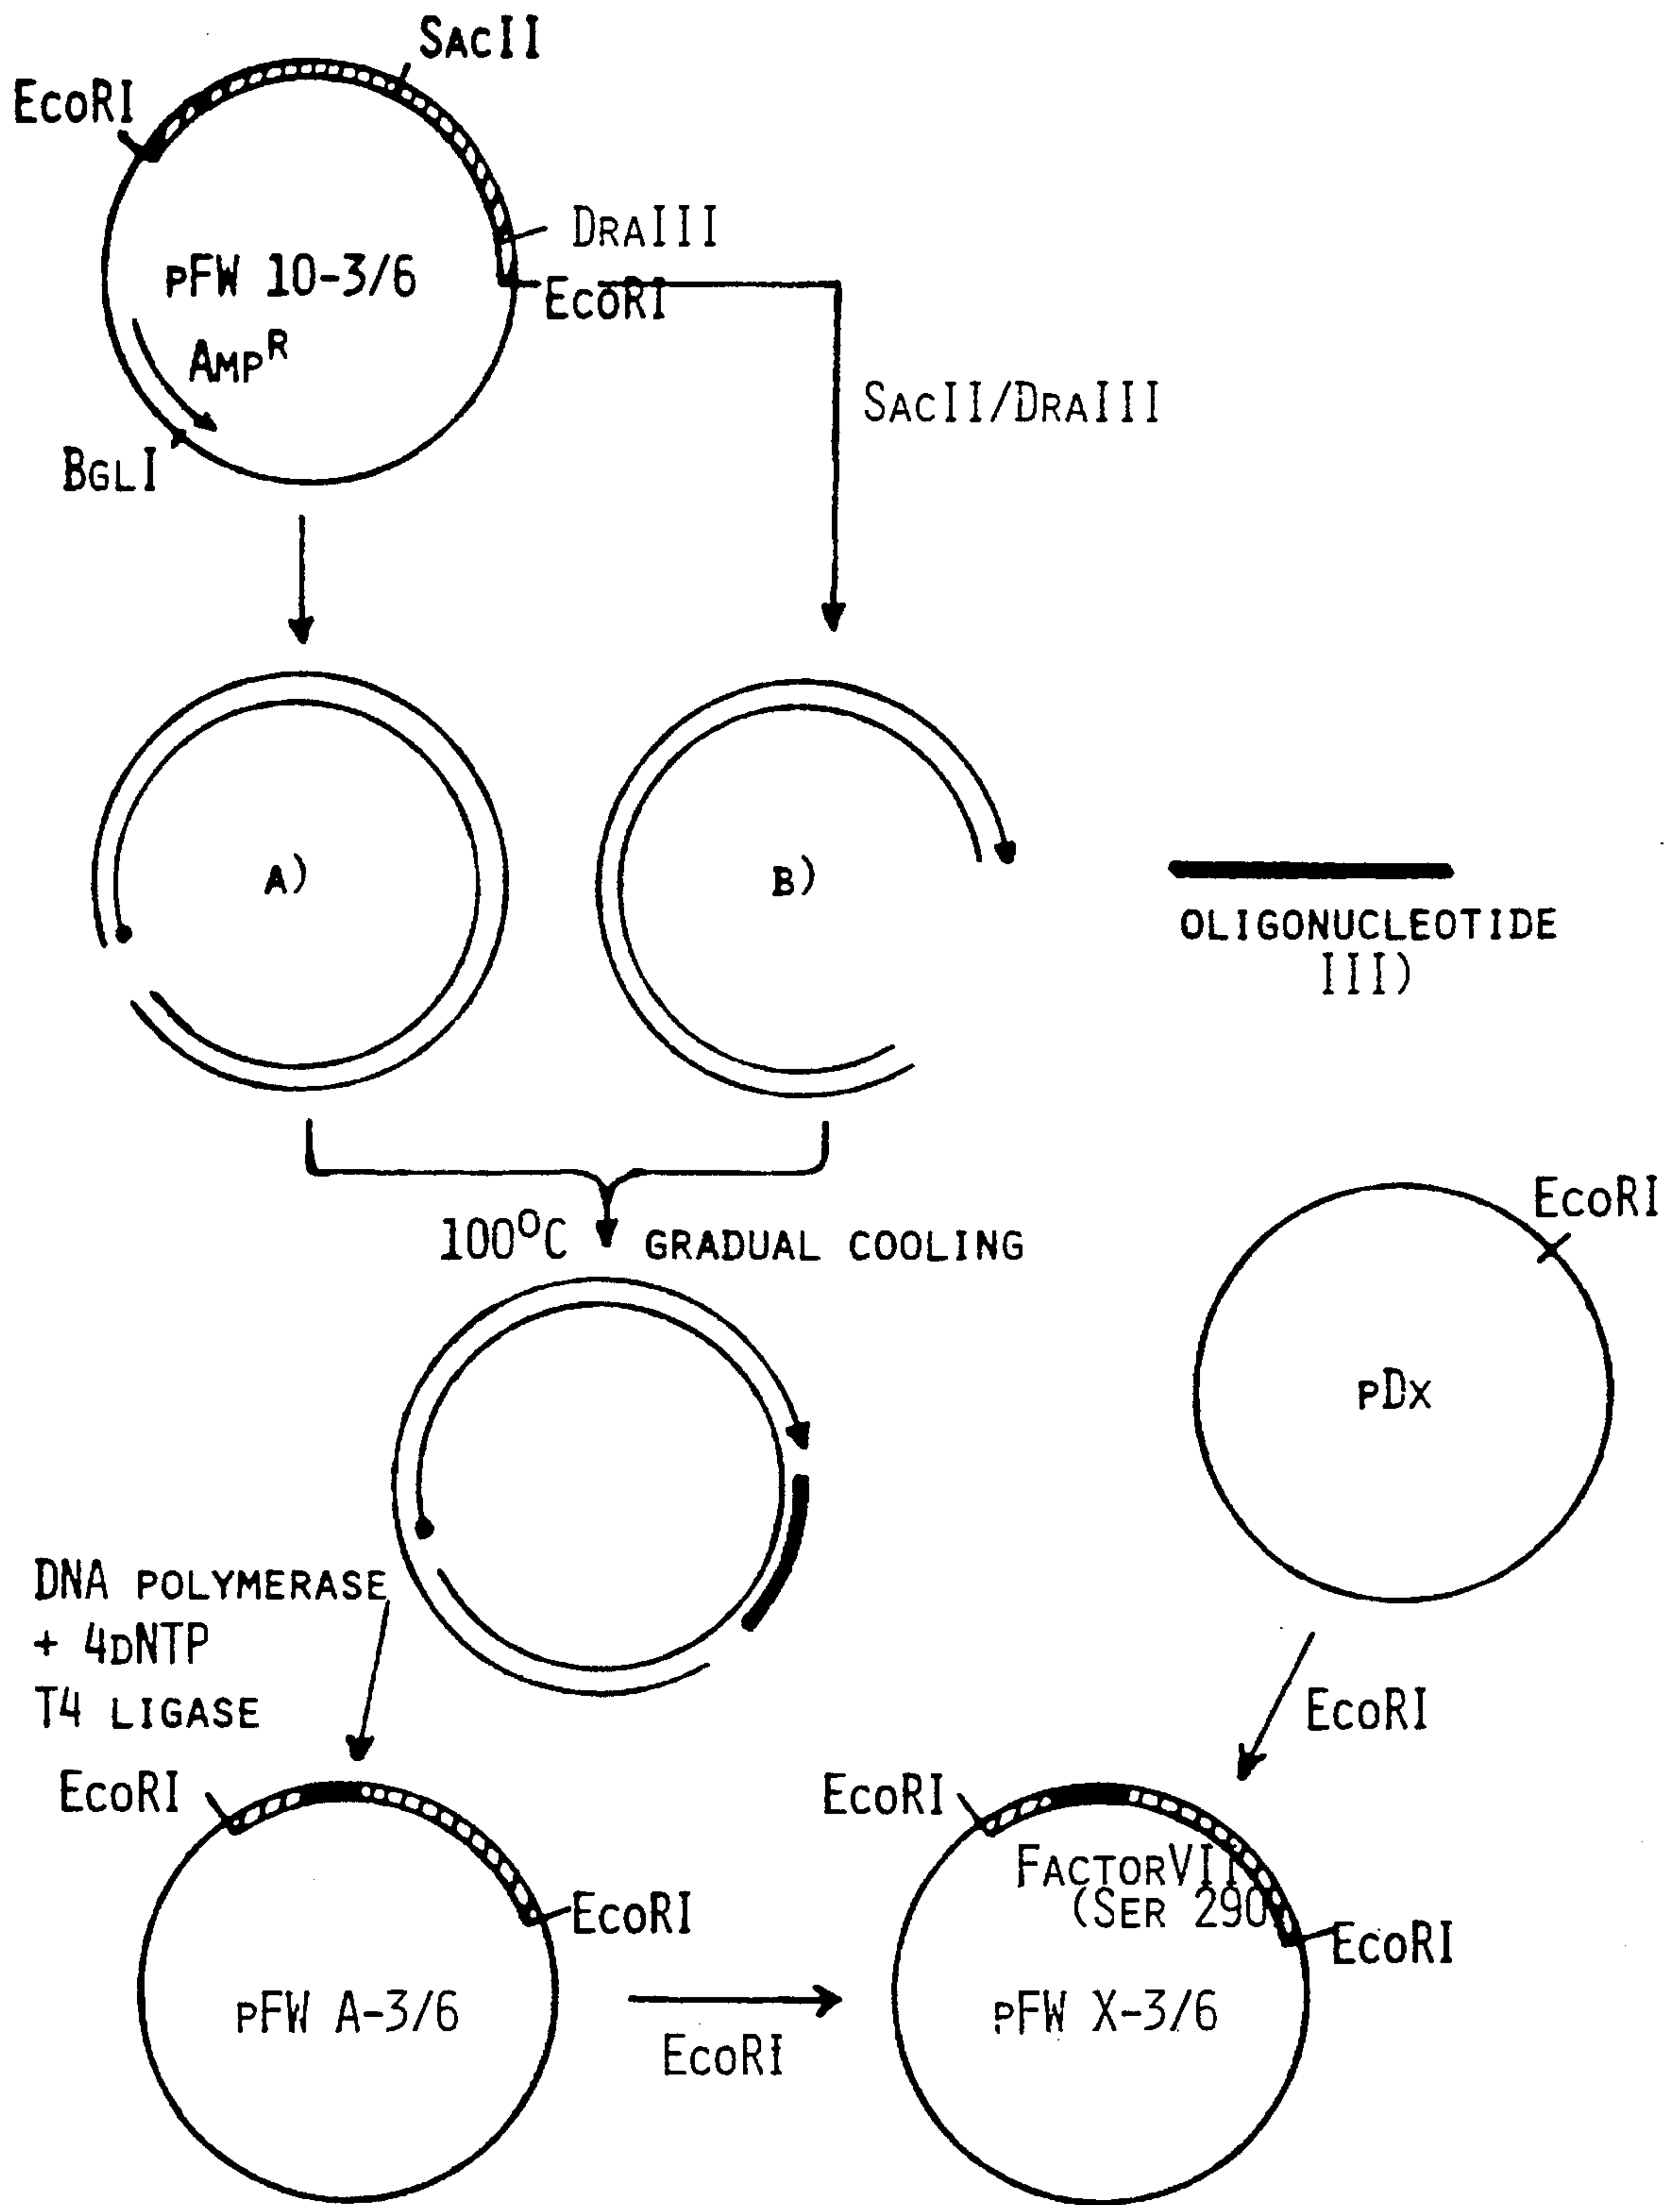 SacII
EcoRI
DraIII
pFW 10-3/6
EcoRI
AmpR
SacII/DraIII
BglI
A)
B)
OLIGONUCLEOTIDE
III)
EcoRI
100°C GRADUAL COOLING
pDx
DNA POLYMERASE
+ 4dNTP
T4 LIGASE
EcoRI
EcoRI
EcoRI
FactorVII
(Ser 290
EcoRI
EcoRI
pFW A-3/6
pFW X-3/6
EcoRI